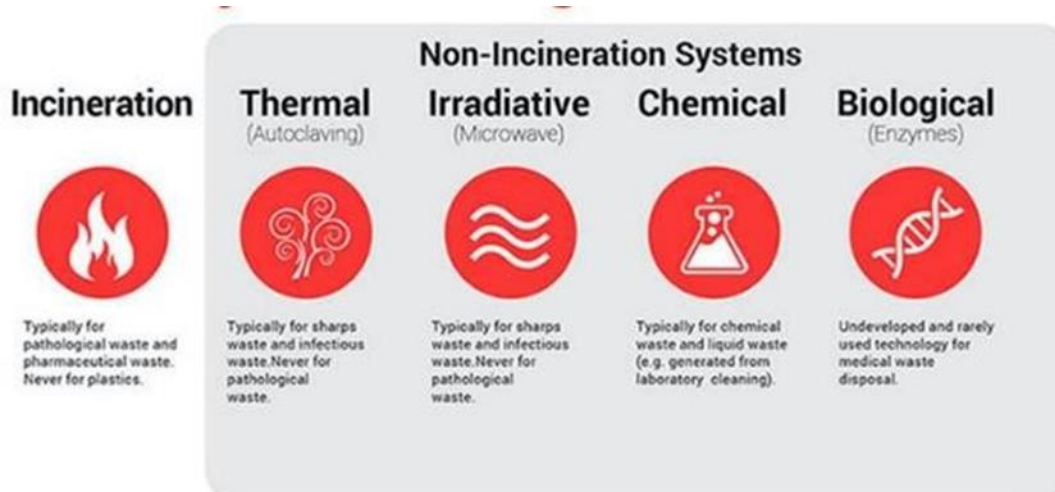 Non-Incineration Systems
Incineration
Thermal
(Autoclaving)
Irradiative
(Microwave)
Chemical
Biological
(Enzymes)
Typically for
pathological waste and
pharmaceutical waste.
Never for plastics.
Typically for sharps
waste and infectious
waste.Never for
pathological
waste.
Typically for sharps
waste and infectious
waste.Never for
pathological
waste.
Typically for chemical
waste and liquid waste
(e.g. generated from
laboratory cleaning).
Undeveloped and rarely
used technology for
medical waste
disposal.